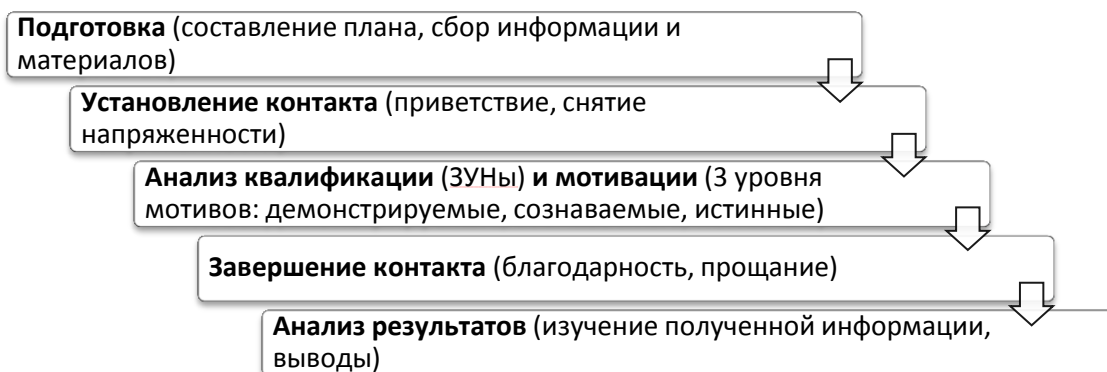 Подготовка (составление плана, сбор информации и
материалов)
Установление контакта (приветствие, снятие
напряженности)
Анализ квалификации (ЗУНы) и мотивации (3 уровня
мотивов: демонстрируемые, сознаваемые, истинные)
Завершение контакта (благодарность, прощание)
Анализ результатов (изучение полученной информации,
выводы)